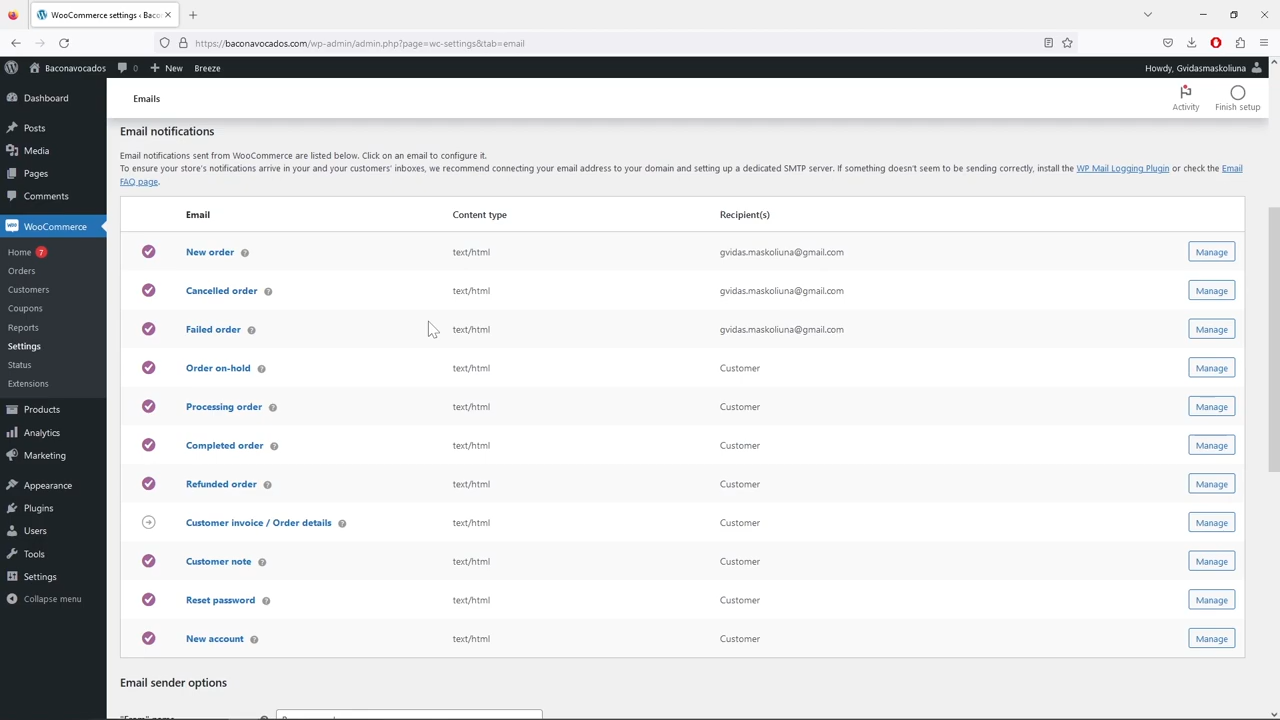 WooCommerce settings ‹ Baco
https://baconavocados.com/wp-admin/admin.php?page=wc-settings&tab=email
Baconavocados
0
New
Breeze
Howdy, Gvidasmaskoliuna
Dashboard
Posts
Media
Pages
Comments
WooCommerce
Home 7
Orders
Customers
Coupons
Reports
Settings
Status
Extensions
Products
Analytics
Marketing
Appearance
Plugins
Users
Tools
Settings
Collapse menu
Emails
Activity
Finish setup
Email notifications
Email notifications sent from WooCommerce are listed below. Click on an email to configure it.
To ensure your store's notifications arrive in your and your customers' inboxes, we recommend connecting your email address to your domain and setting up a dedicated SMTP server. If something doesn't seem to be sending correctly, install the WP Mail Logging Plugin or check the Email
FAQ page.
Email Content type Recipient(s)
New order text/html gvidas.maskoliuna@gmail.com Manage
Cancelled order text/html gvidas.maskoliuna@gmail.com Manage
Failed order text/html gvidas.maskoliuna@gmail.com Manage
Order on-hold text/html Customer Manage
Processing order text/html Customer Manage
Completed order text/html Customer Manage
Refunded order text/html Customer Manage
Customer invoice / Order details text/html Customer Manage
Customer note text/html Customer Manage
Reset password text/html Customer Manage
New account text/html Customer Manage
Email sender options
"From" name